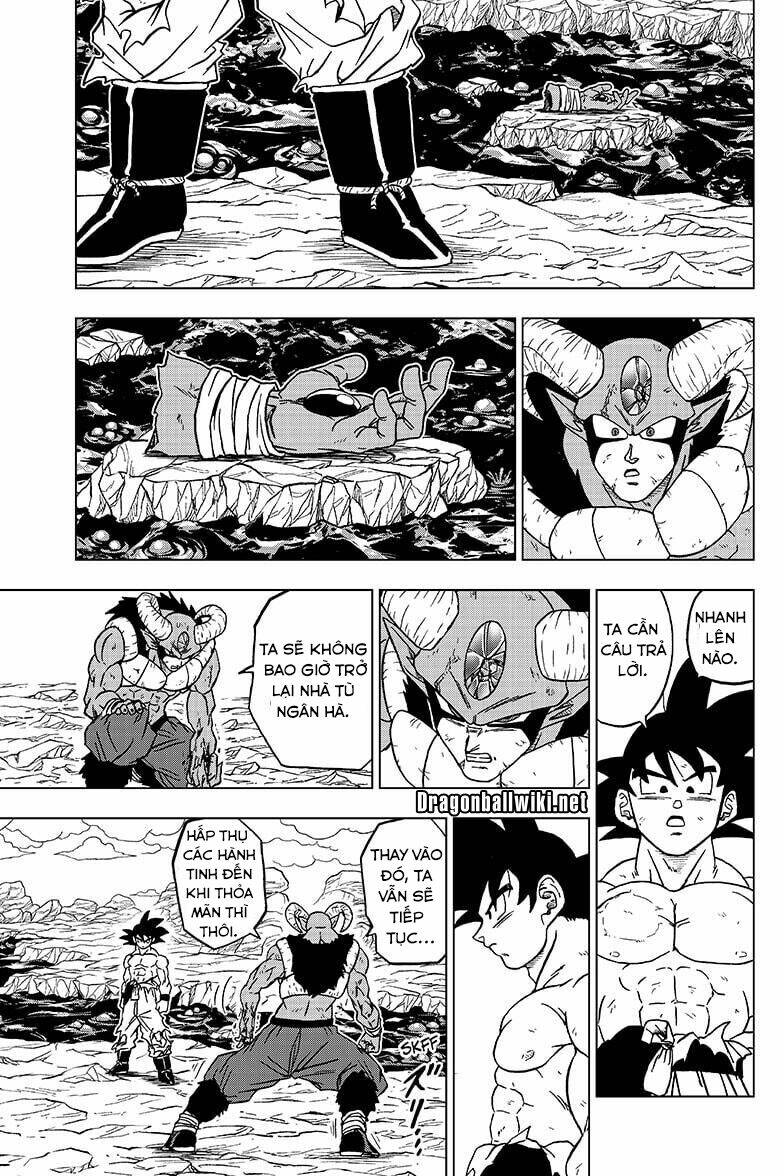 NHANH
LÊN
NÀO.
TA CẦN
CÂU TRẢ
LỜI.
TA SẼ KHÔNG
BAO GIỜ TRỞ
LẠI NHÀ TÙ
NGÂN HÀ.
Dragonballwiki.net
THAY VÀO
ĐÓ, TA
VẪN SẼ
TIẾP
TỤC...
HẤP THỤ
CÁC HÀNH
TINH ĐẾN
KHI THỎA
MÃN THÌ
THÔI.
SKFF
ズリ…